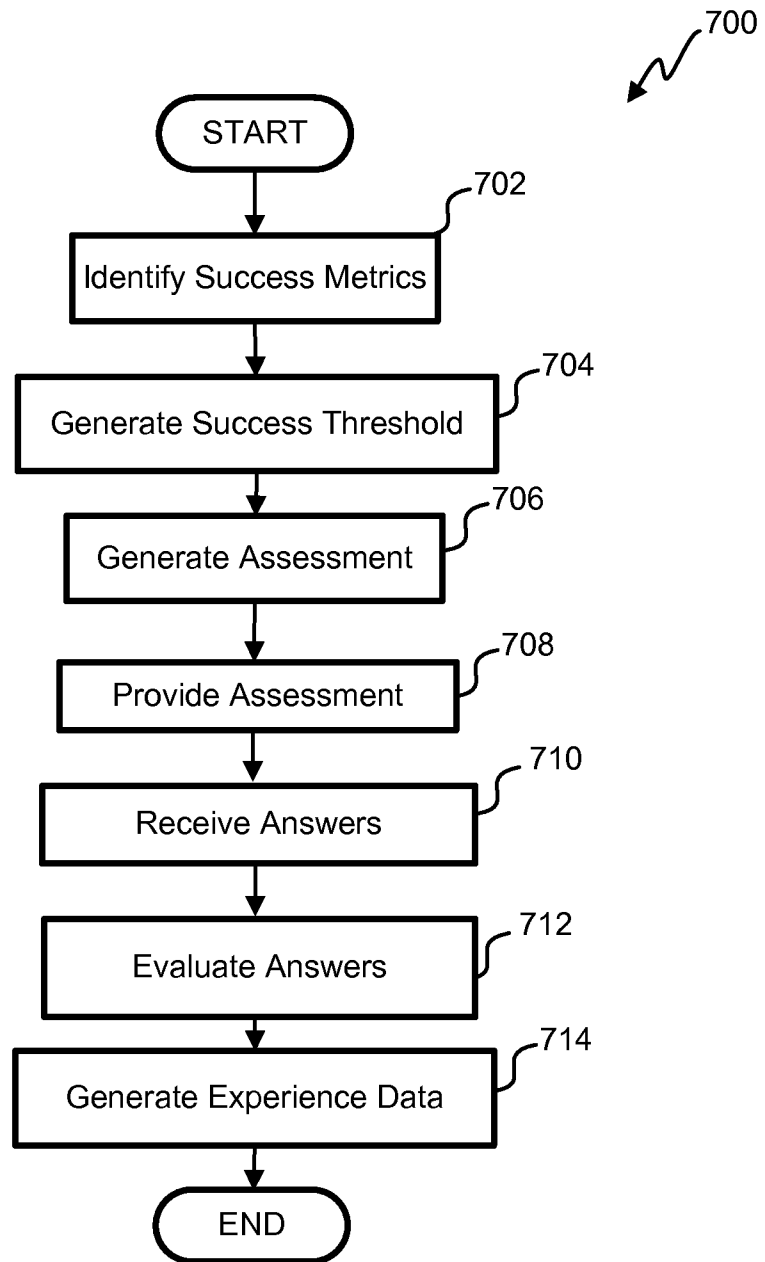 700
START
702
Identify Success Metrics
704
Generate Success Threshold
706
Generate Assessment
708
Provide Assessment
710
Receive Answers
712
Evaluate Answers
714
Generate Experience Data
END